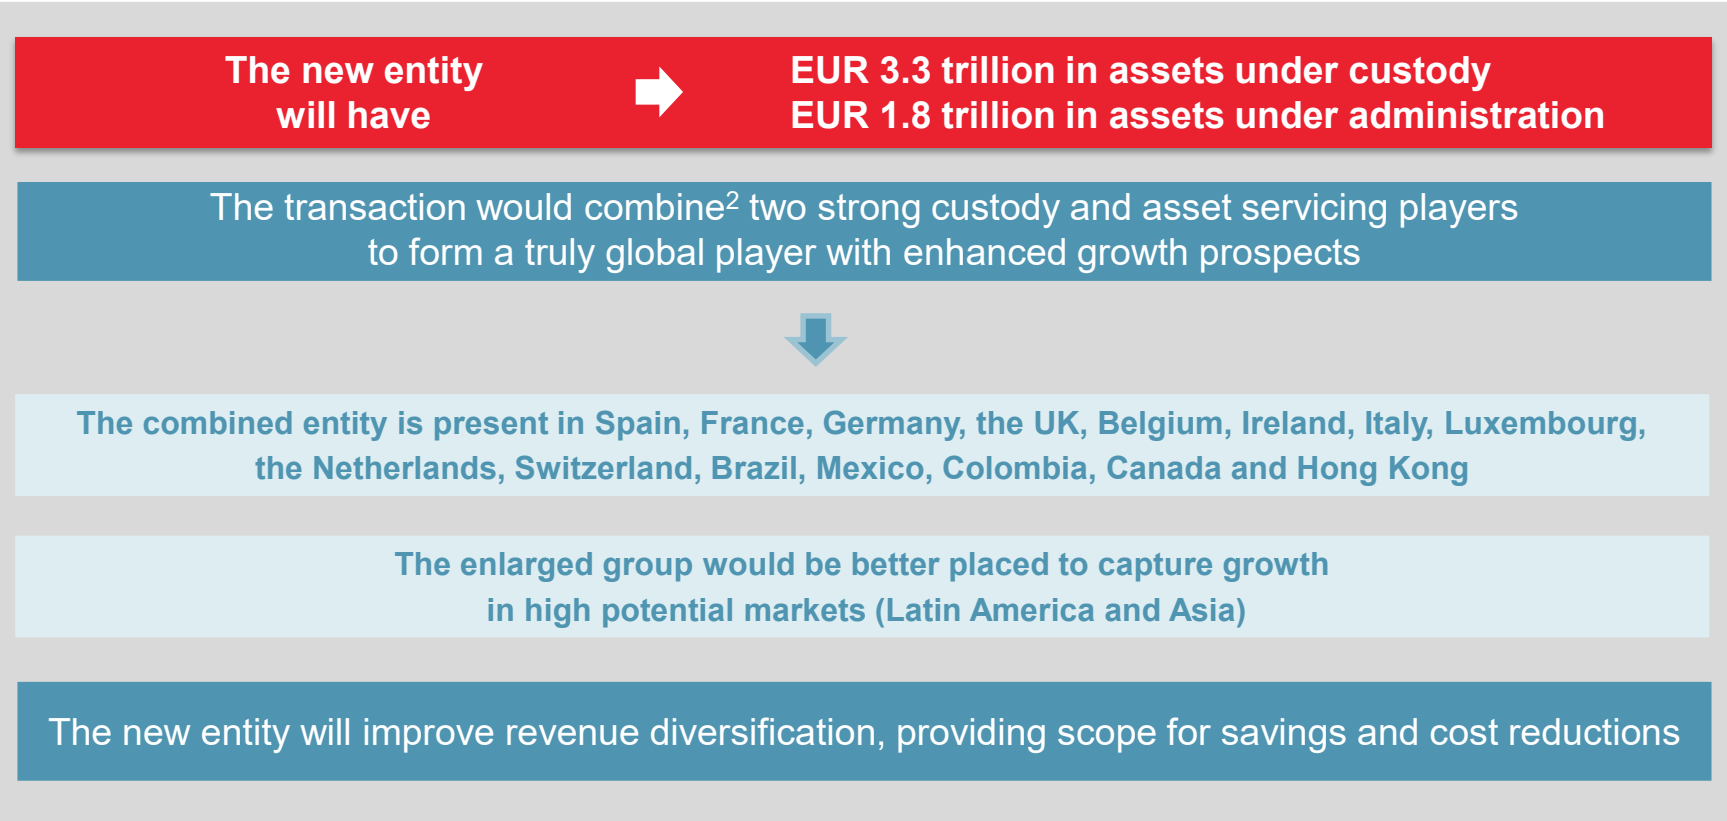 The new entity
will have
EUR 3.3 trillion in assets under custody
EUR 1.8 trillion in assets under administration
The transaction would combine² two strong custody and asset servicing players
to form a truly global player with enhanced growth prospects
The combined entity is present in Spain, France, Germany, the UK, Belgium, Ireland, Italy, Luxembourg,
the Netherlands, Switzerland, Brazil, Mexico, Colombia, Canada and Hong Kong
The enlarged group would be better placed to capture growth
in high potential markets (Latin America and Asia)
The new entity will improve revenue diversification, providing scope for savings and cost reductions